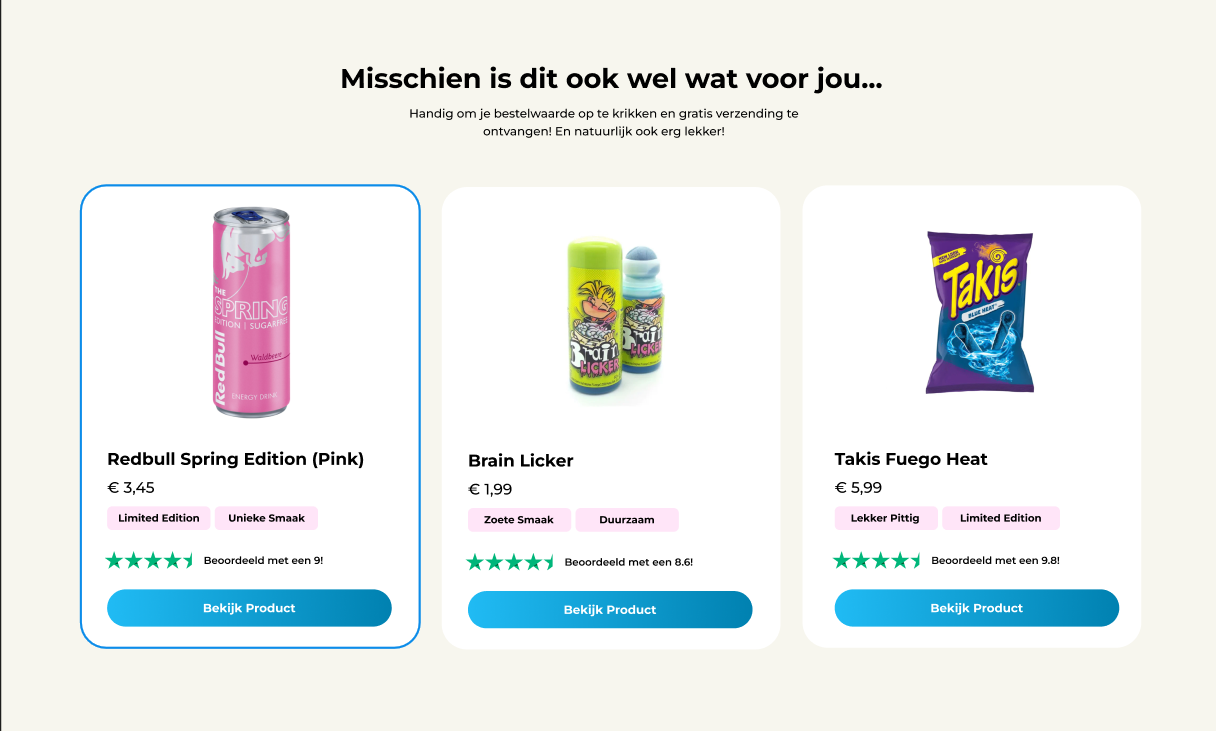 Misschien is dit ook wel wat voor jou...
Handig om je bestelwaarde op te krikken en gratis verzending te
ontvangen! En natuurlijk ook erg lekker!
THE
SPRING
EDITION | SUGARFREE
Red Bull
Waldbeere
ENERGY DRINK
Brain
LICKER
LICKER
Takis
BLUE HEAT
Redbull Spring Edition (Pink)
€ 3,45
Limited Edition
Unieke Smaak
Beoordeeld met een 9!
Bekijk Product
Brain Licker
€ 1,99
Zoete Smaak
Duurzaam
Beoordeeld met een 8.6!
Bekijk Product
Takis Fuego Heat
€ 5,99
Lekker Pittig
Limited Edition
Beoordeeld met een 9.8!
Bekijk Product